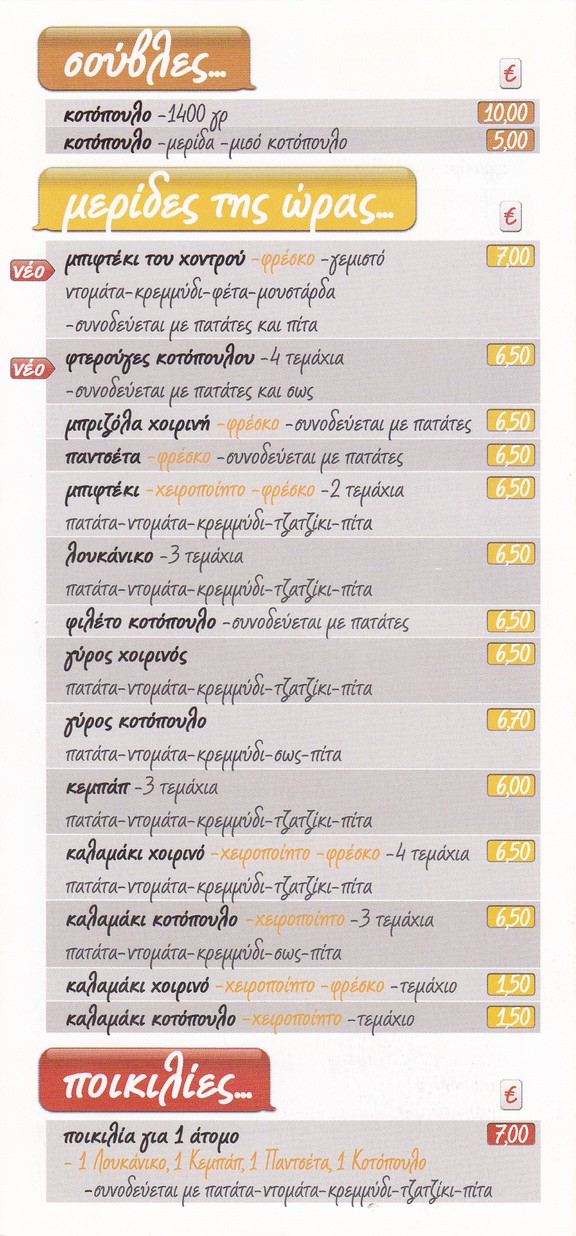 σούβλες...
€
κοτόπουλο -1400 γρ 10,00
κοτόπουλο -μερίδα -μισό κοτόπουλο 5,00
μερίδες της ώρας...
€
νέο
μπιφτέκι του χοντρού -φρέσκο -γεμιστό 7,00
ντομάτα-κρεμμύδι-φέτα-μουστάρδα
-συνοδεύεται με πατάτες και πίτα
νέο
φτερούγες κοτόπουλου -4 τεμάχια 6,50
-συνοδεύεται με πατάτες και σως
μπριζόλα χοιρινή -φρέσκο -συνοδεύεται με πατάτες 6,50
παντσέτα -φρέσκο -συνοδεύεται με πατάτες 6,50
μπιφτέκι -χειροποίητο -φρέσκο -2 τεμάχια 6,50
πατάτα-ντομάτα-κρεμμύδι-τζατζίκι-πίτα
λουκάνικο -3 τεμάχια 6,50
πατάτα-ντομάτα-κρεμμύδι-τζατζίκι-πίτα
φιλέτο κοτόπουλο -συνοδεύεται με πατάτες 6,50
γύρος χοιρινός 6,50
πατάτα-ντομάτα-κρεμμύδι-τζατζίκι-πίτα
γύρος κοτόπουλο 6,70
πατάτα-ντομάτα-κρεμμύδι-σως-πίτα
κεμπάπ -3 τεμάχια 6,00
πατάτα-ντομάτα-κρεμμύδι-τζατζίκι-πίτα
καλαμάκι χοιρινό -χειροποίητο -φρέσκο -4 τεμάχια 6,50
πατάτα-ντομάτα-κρεμμύδι-τζατζίκι-πίτα
καλαμάκι κοτόπουλο -χειροποίητο -3 τεμάχια 6,50
πατάτα-ντομάτα-κρεμμύδι-σως-πίτα
καλαμάκι χοιρινό -χειροποίητο -φρέσκο -τεμάχιο 1,50
καλαμάκι κοτόπουλο -χειροποίητο -τεμάχιο 1,50
ποικιλίες...
€
ποικιλία για 1 άτομο 7,00
- 1 Λουκάνικο, 1 Κεμπάπ, 1 Παντσέτα, 1 Κοτόπουλο
-συνοδεύεται με πατάτα-ντομάτα-κρεμμύδι-τζατζίκι-πίτα